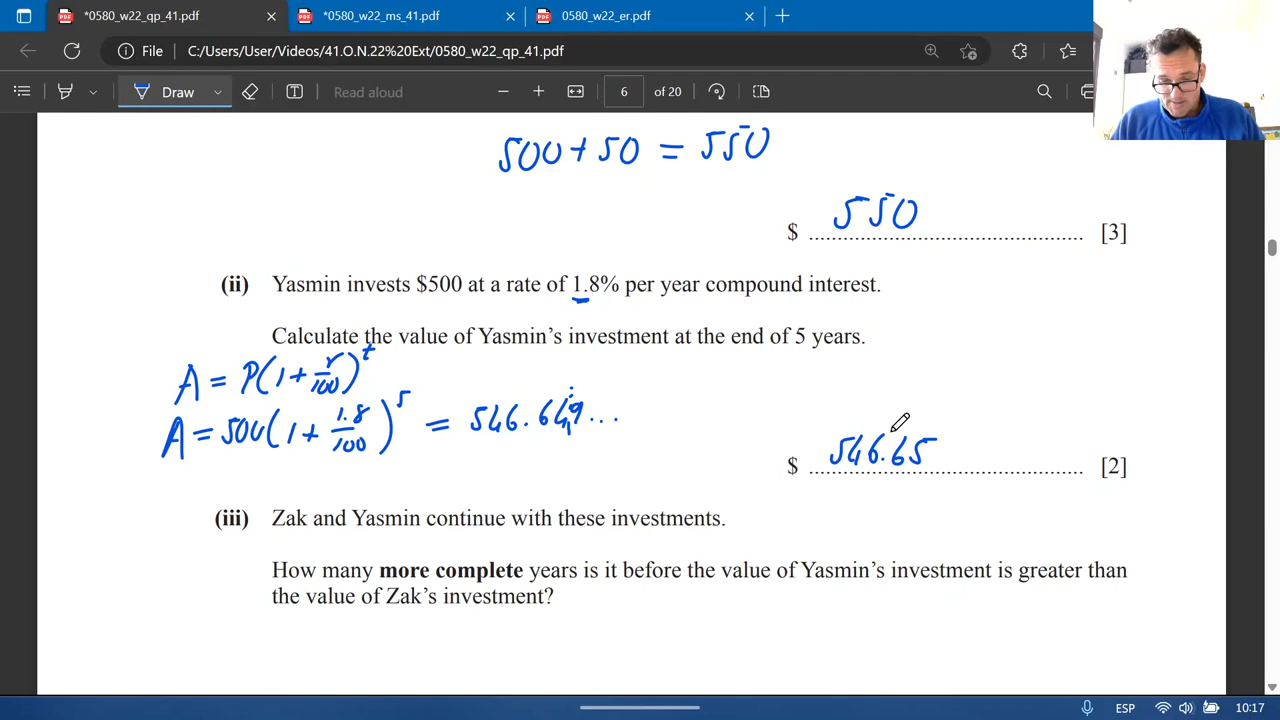 *0580_w22_qp_41.pdf
*0580_w22_ms_41.pdf
0580_w22_er.pdf
File
C:/Users/User/Videos/41.O.N.22%20Ext/0580_w22_qp_41.pdf
Draw
Read aloud
6 of 20
500 + 50 = 550
$ 550 [3]
(ii) Yasmin invests $500 at a rate of 1.8% per year compound interest.
Calculate the value of Yasmin's investment at the end of 5 years.
A = P(1 + r/100)^t
A = 500(1 + 1.8/100)^5 = 546.649...
$ 546.65 [2]
(iii) Zak and Yasmin continue with these investments.
How many more complete years is it before the value of Yasmin's investment is greater than
the value of Zak's investment?
ESP
10:17